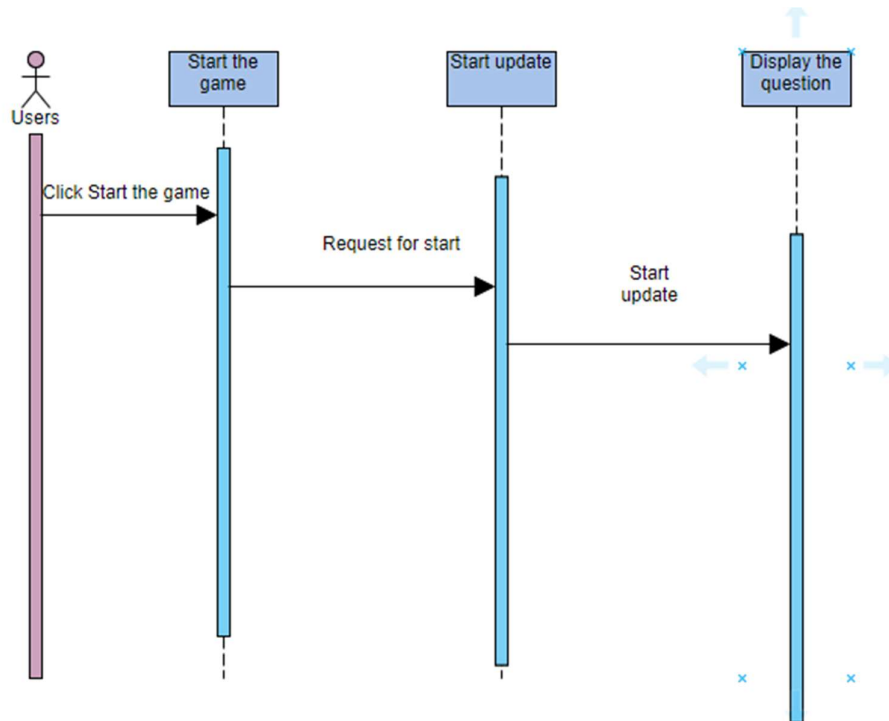 Users
Start the
game
Start update
Display the
question
Click Start the game
Request for start
Start
update